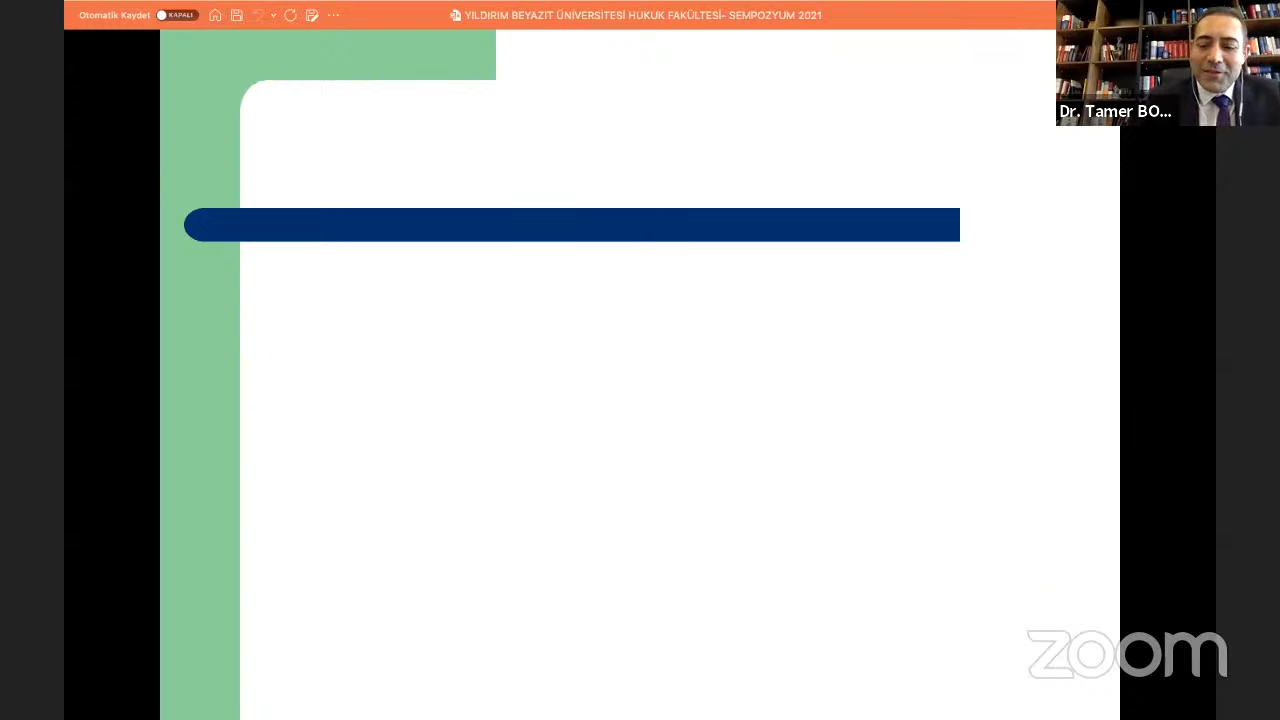 Otomatik Kaydet KAPALI
YILDIRIM BEYAZIT ÜNİVERSİTESİ HUKUK FAKÜLTESİ- SEMPOZYUM 2021
Dr. Tamer BO...
zoom